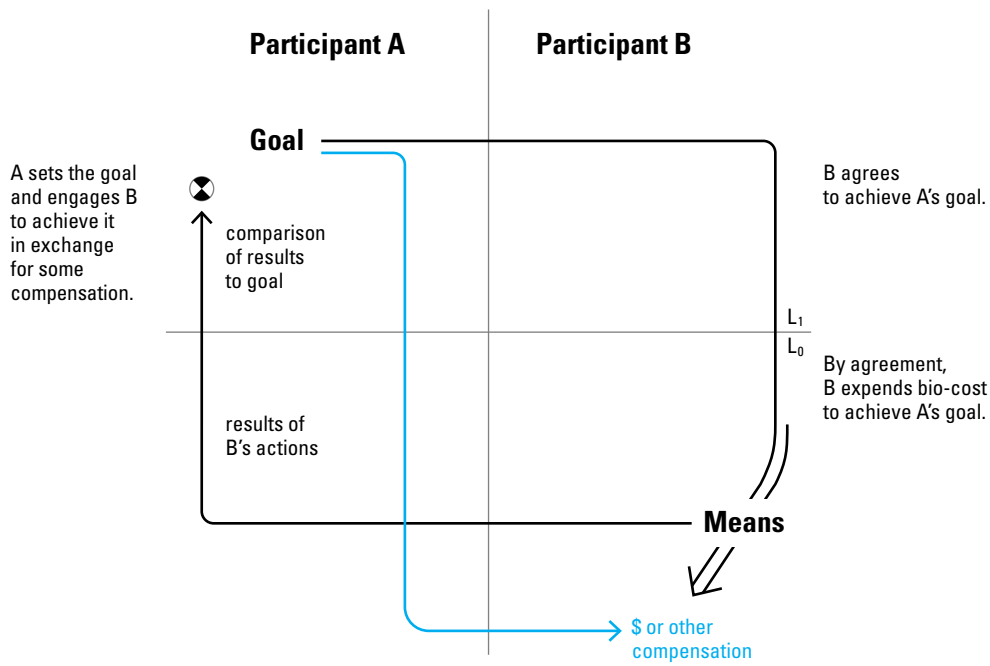 Participant A
Participant B
Goal
A sets the goal
and engages B
to achieve it
in exchange
for some
compensation.
comparison
of results
to goal
B agrees
to achieve A's goal.
L₁
L₀
By agreement,
B expends bio-cost
to achieve A's goal.
results of
B's actions
Means
$ or other
compensation